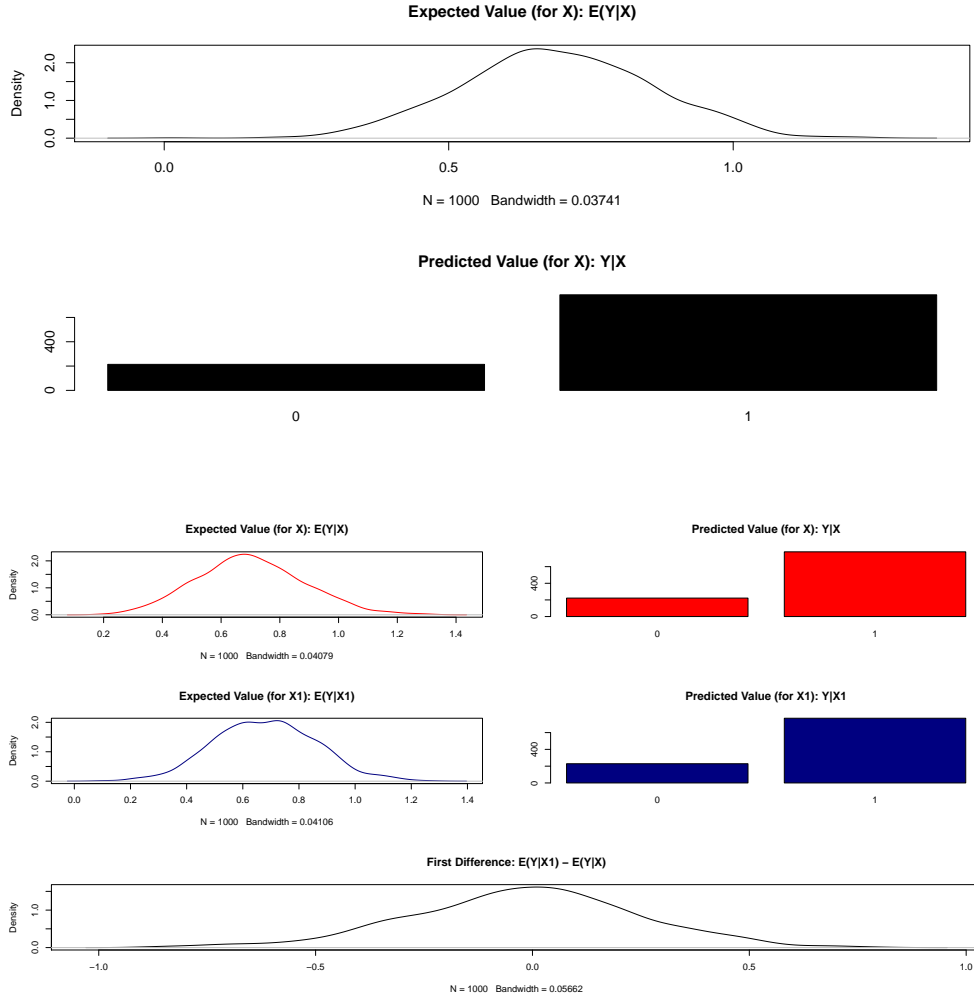 Expected Value (for X): E(Y|X)
Density
0.0 1.0 2.0
0.0 0.5 1.0
N = 1000 Bandwidth = 0.03741
Predicted Value (for X): Y|X
0 400
0 1
Expected Value (for X): E(Y|X)
Density
0.0 1.0 2.0
0.2 0.4 0.6 0.8 1.0 1.2 1.4
N = 1000 Bandwidth = 0.04079
Predicted Value (for X): Y|X
0 400
0 1
Expected Value (for X1): E(Y|X1)
Density
0.0 1.0 2.0
0.0 0.2 0.4 0.6 0.8 1.0 1.2 1.4
N = 1000 Bandwidth = 0.04106
Predicted Value (for X1): Y|X1
0 400
0 1
First Difference: E(Y|X1) − E(Y|X)
Density
0.0 1.0
−1.0 −0.5 0.0 0.5 1.0
N = 1000 Bandwidth = 0.05662